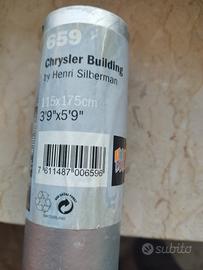 659
Chrysler Building
by Henri Silberman
115x175cm
3'9"x5'9"
7 611487 006596
subito